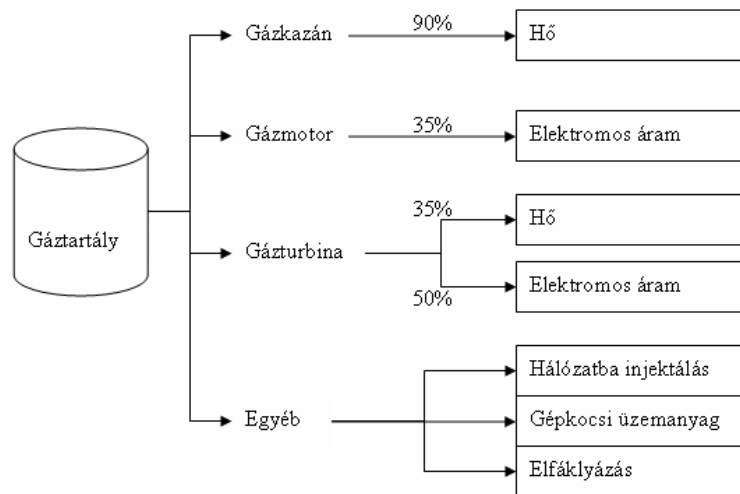 Gáztartály
Gázkazán
90%
Hő
Gázmotor
35%
Elektromos áram
Gázturbina
35%
Hő
50%
Elektromos áram
Egyéb
Hálózatba injektálás
Gépkocsi üzemanyag
Elfáklyázás